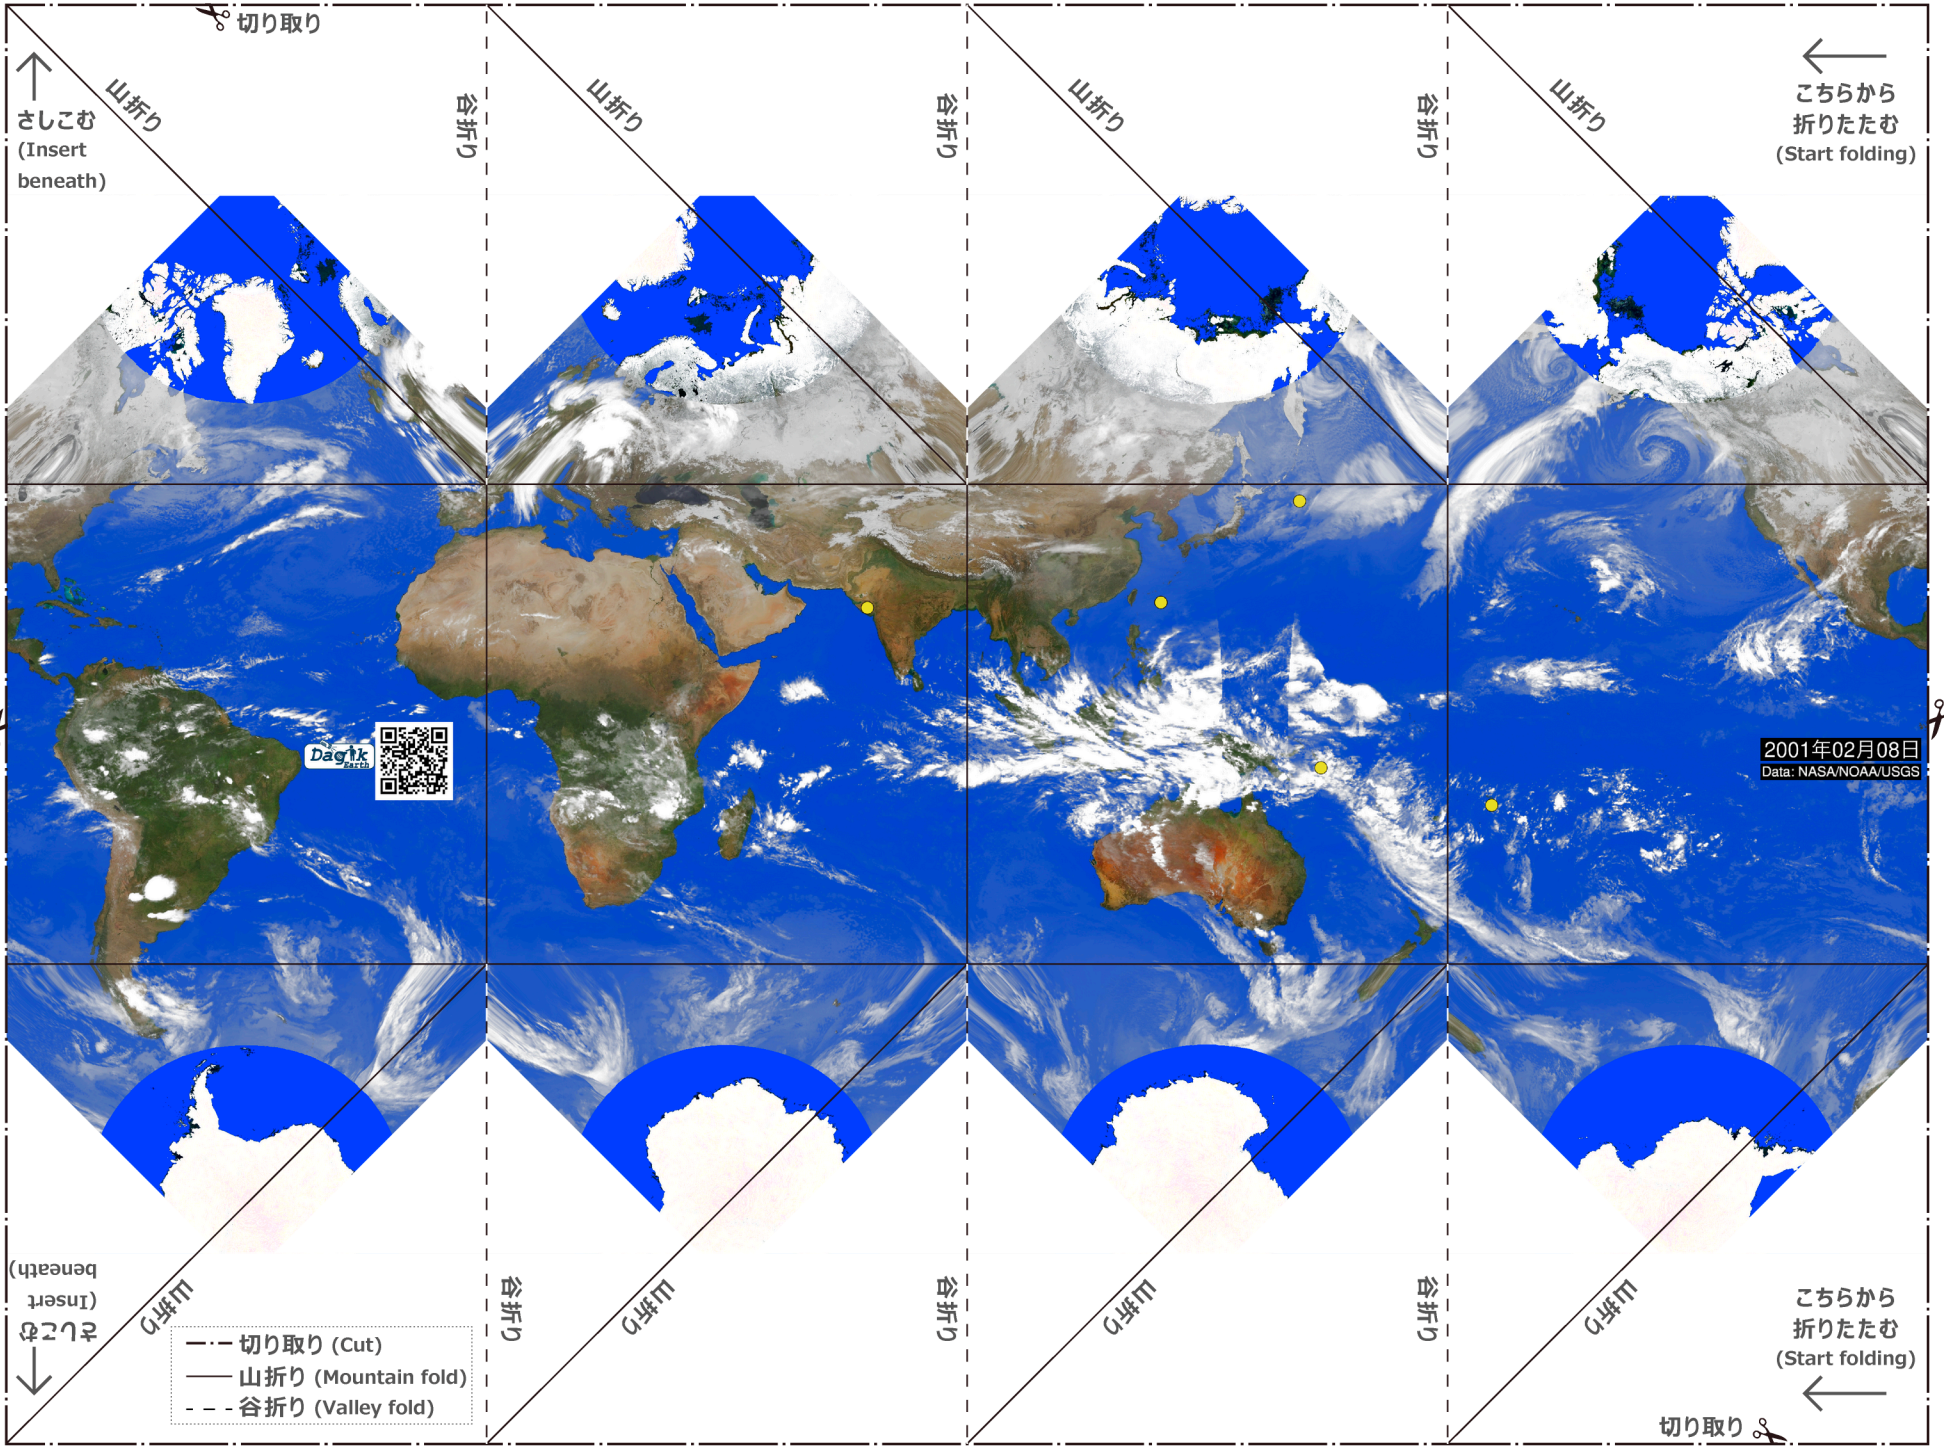 切り取り
山折り
谷折り
山折り
谷折り
山折り
谷折り
山折り
さしこむ
(Insert
beneath)
こちらから
折りたたむ
(Start folding)
Dagik
Earth
2001年02月08日
Data: NASA/NOAA/USGS
さしこむ
(Insert
beneath)
山折り
谷折り
山折り
谷折り
山折り
谷折り
山折り
こちらから
折りたたむ
(Start folding)
切り取り (Cut)
山折り (Mountain fold)
谷折り (Valley fold)
切り取り